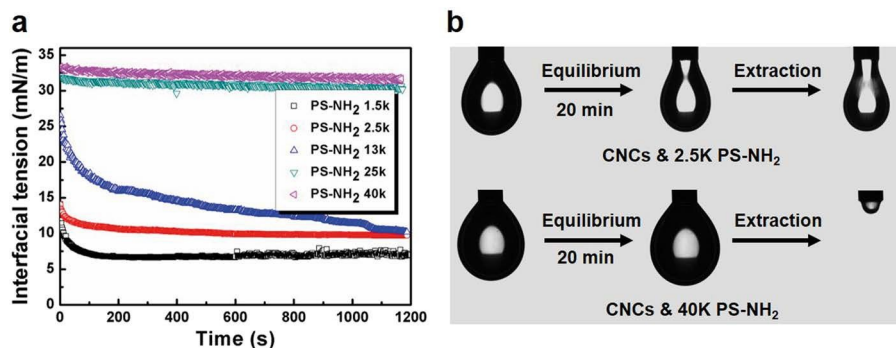 a
Interfacial tension (mN/m)
35
30
25
20
15
10
5
0
0
200
400
600
800
1000
1200
Time (s)
PS-NH2 1.5k
PS-NH2 2.5k
PS-NH2 13k
PS-NH2 25k
PS-NH2 40k
b
Equilibrium
20 min
Extraction
CNCs & 2.5K PS-NH2
Equilibrium
20 min
Extraction
CNCs & 40K PS-NH2